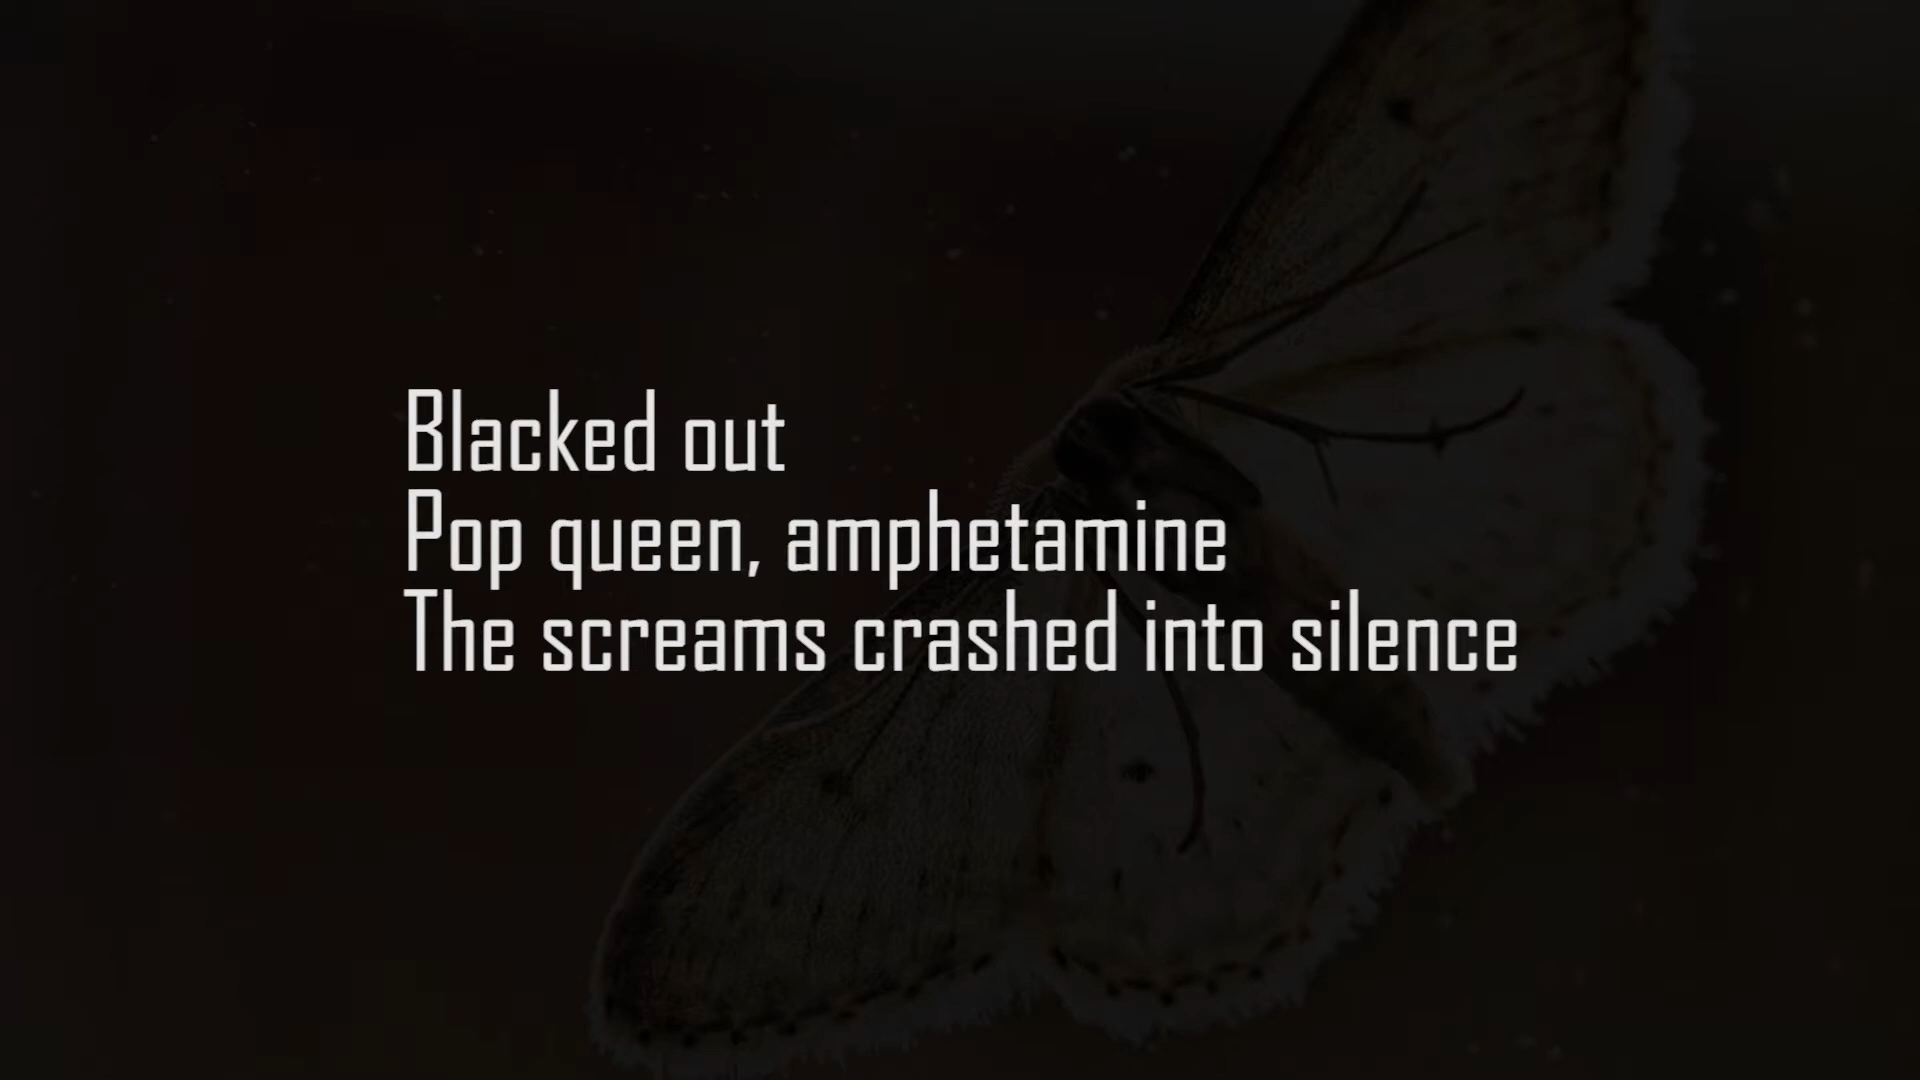 Blacked out
Pop queen, amphetamine
The screams crashed into silence